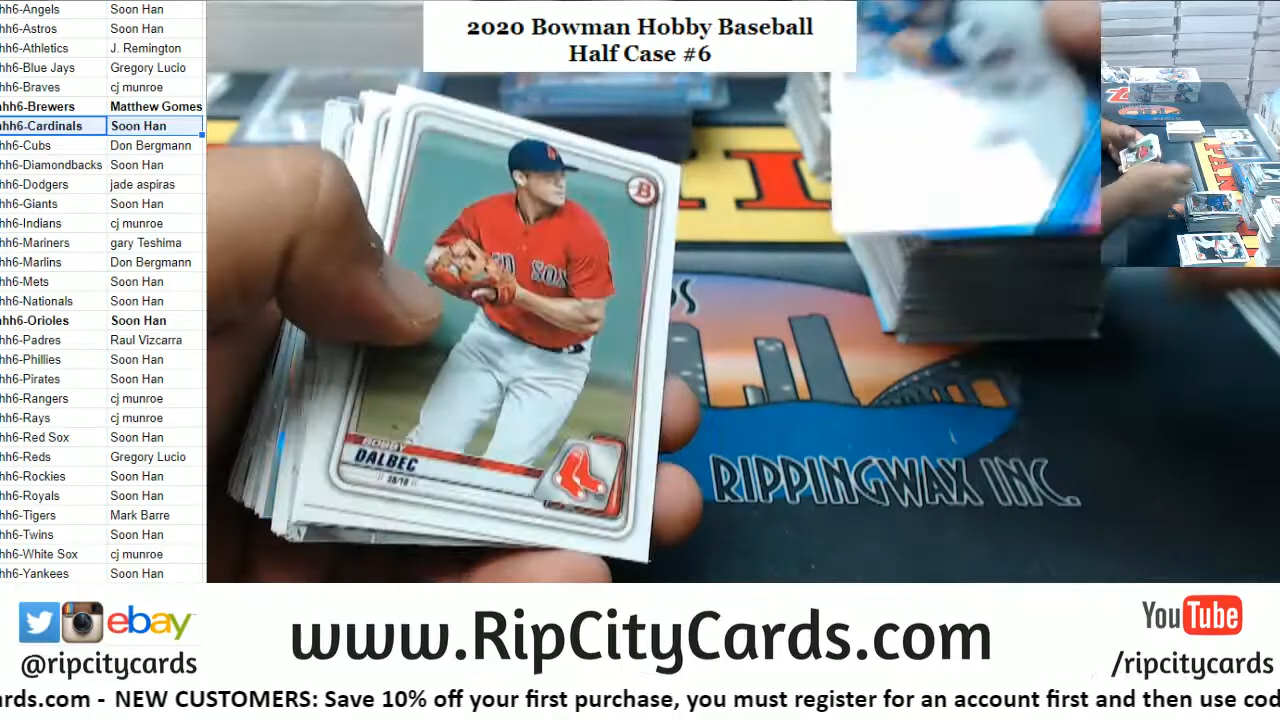 hh6-Angels Soon Han
hh6-Astros Soon Han
hh6-Athletics J. Remington
hh6-Blue Jays Gregory Lucio
hh6-Braves cj munroe
hh6-Brewers Matthew Gomes
hh6-Cardinals Soon Han
hh6-Cubs Don Bergmann
hh6-Diamondbacks Soon Han
hh6-Dodgers jade aspiras
hh6-Giants Soon Han
hh6-Indians cj munroe
hh6-Mariners gary Teshima
hh6-Marlins Don Bergmann
hh6-Mets Soon Han
hh6-Nationals Soon Han
hh6-Orioles Soon Han
hh6-Padres Raul Vizcarra
hh6-Phillies Soon Han
hh6-Pirates Soon Han
hh6-Rangers cj munroe
hh6-Rays cj munroe
hh6-Red Sox Soon Han
hh6-Reds Gregory Lucio
hh6-Rockies Soon Han
hh6-Royals Soon Han
hh6-Tigers Mark Barre
hh6-Twins Soon Han
hh6-White Sox cj munroe
hh6-Yankees Soon Han
2020 Bowman Hobby Baseball
Half Case #6
B
RED SOX
BOBBY
DALBEC
RIPPINGWAX INC.
ebay
@ripcitycards
www.RipCityCards.com
YouTube
/ripcitycards
ards.com - NEW CUSTOMERS: Save 10% off your first purchase, you must register for an account first and then use cod